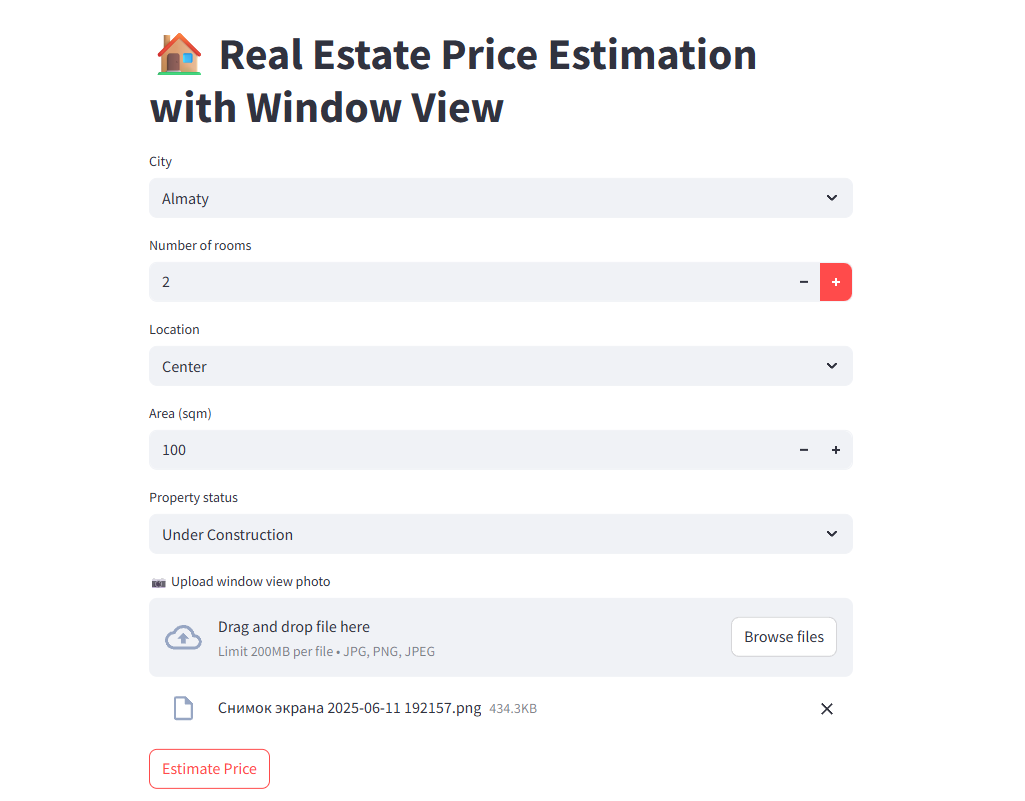 Real Estate Price Estimation
with Window View
City
Almaty
Number of rooms
2
Location
Center
Area (sqm)
100
Property status
Under Construction
Upload window view photo
Drag and drop file here
Limit 200MB per file • JPG, PNG, JPEG
Browse files
Снимок экрана 2025-06-11 192157.png 434.3KB
Estimate Price